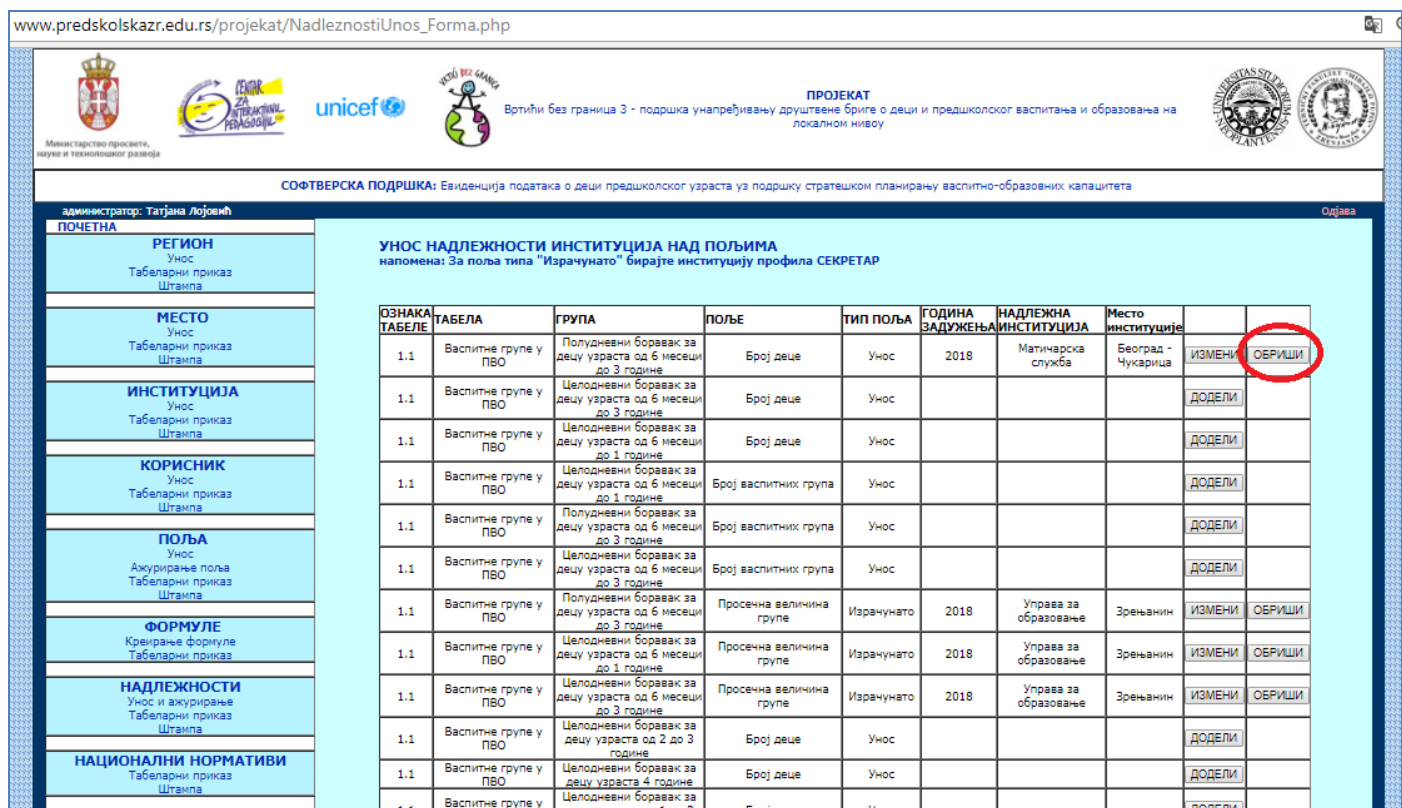 www.predskolskazr.edu.rs/projekat/NadleznostiUnos_Forma.php
Министарство просвете,
науке и технолошког развоја
CENTAR
ZA
INTERAKTIVNU
PEDAGOGIJU
unicef
VRTIĆI BEZ GRANICA
ПРОЈЕКАТ
Вртићи без граница 3 - подршка унапређивању друштвене бриге о деци и предшколског васпитања и образовања на
локалном нивоу
СОФТВЕРСКА ПОДРШКА: Евиденција података о деци предшколског узраста уз подршку стратешком планирању васпитно-образовних капацитета
администратор: Татјана Лојовић Одјава
ПОЧЕТНА
РЕГИОН
Унос
Табеларни приказ
Штампа
МЕСТО
Унос
Табеларни приказ
Штампа
ИНСТИТУЦИЈА
Унос
Табеларни приказ
Штампа
КОРИСНИК
Унос
Табеларни приказ
Штампа
ПОЉА
Унос
Ажурирање поља
Табеларни приказ
Штампа
ФОРМУЛЕ
Креирање формуле
Табеларни приказ
НАДЛЕЖНОСТИ
Унос и ажурирање
Табеларни приказ
Штампа
НАЦИОНАЛНИ НОРМАТИВИ
Табеларни приказ
Штампа
УНОС НАДЛЕЖНОСТИ ИНСТИТУЦИЈА НАД ПОЉИМА
напомена: За поља типа "Израчунато" бирајте институцију профила СЕКРЕТАР
ОЗНАКА ТАБЕЛЕ ТАБЕЛА ГРУПА ПОЉЕ ТИП ПОЉА ГОДИНА ЗАДУЖЕЊА НАДЛЕЖНА ИНСТИТУЦИЈА Место институције
1.1 Васпитне групе у ПВО Полудневни боравак за децу узраста од 6 месеци до 3 године Број деце Унос 2018 Матичарска служба Београд - Чукарица ИЗМЕНИ ОБРИШИ
1.1 Васпитне групе у ПВО Целодневни боравак за децу узраста од 6 месеци до 3 године Број деце Унос ДОДЕЛИ
1.1 Васпитне групе у ПВО Целодневни боравак за децу узраста од 6 месеци до 1 године Број деце Унос ДОДЕЛИ
1.1 Васпитне групе у ПВО Целодневни боравак за децу узраста од 6 месеци до 1 године Број васпитних група Унос ДОДЕЛИ
1.1 Васпитне групе у ПВО Полудневни боравак за децу узраста од 6 месеци до 3 године Број васпитних група Унос ДОДЕЛИ
1.1 Васпитне групе у ПВО Целодневни боравак за децу узраста од 6 месеци до 3 године Број васпитних група Унос ДОДЕЛИ
1.1 Васпитне групе у ПВО Полудневни боравак за децу узраста од 6 месеци до 3 године Просечна величина групе Израчунато 2018 Управа за образовање Зрењанин ИЗМЕНИ ОБРИШИ
1.1 Васпитне групе у ПВО Целодневни боравак за децу узраста од 6 месеци до 1 године Просечна величина групе Израчунато 2018 Управа за образовање Зрењанин ИЗМЕНИ ОБРИШИ
1.1 Васпитне групе у ПВО Целодневни боравак за децу узраста од 6 месеци до 3 године Просечна величина групе Израчунато 2018 Управа за образовање Зрењанин ИЗМЕНИ ОБРИШИ
1.1 Васпитне групе у ПВО Целодневни боравак за децу узраста од 2 до 3 године Број деце Унос ДОДЕЛИ
1.1 Васпитне групе у ПВО Целодневни боравак за децу узраста 4 године Број деце Унос ДОДЕЛИ
Васпитне групе у Целодневни боравак за